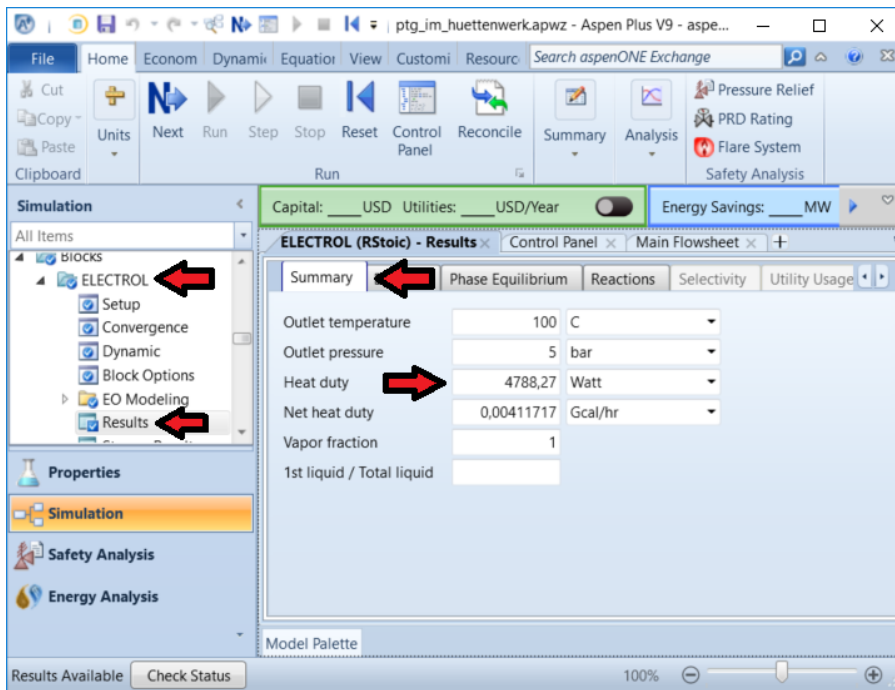 ptg_im_huettenwerk.apwz - Aspen Plus V9 - aspe...
File Home Econom Dynami Equation View Customi Resourc Search aspenONE Exchange
Cut
Copy
Paste
Clipboard
Units
Next Run Step Stop Reset Control Panel Reconcile
Run
Summary Analysis
Pressure Relief
PRD Rating
Flare System
Safety Analysis
Simulation
Capital: ____USD Utilities: ____USD/Year Energy Savings: ____MW
All Items
ELECTROL (RStoic) - Results Control Panel Main Flowsheet
Blocks
ELECTROL
Setup
Convergence
Dynamic
Block Options
EO Modeling
Results
Summary Phase Equilibrium Reactions Selectivity Utility Usage
Outlet temperature 100 C
Outlet pressure 5 bar
Heat duty 4788,27 Watt
Net heat duty 0,00411717 Gcal/hr
Vapor fraction 1
1st liquid / Total liquid
Properties
Simulation
Safety Analysis
Energy Analysis
Model Palette
Results Available Check Status 100%